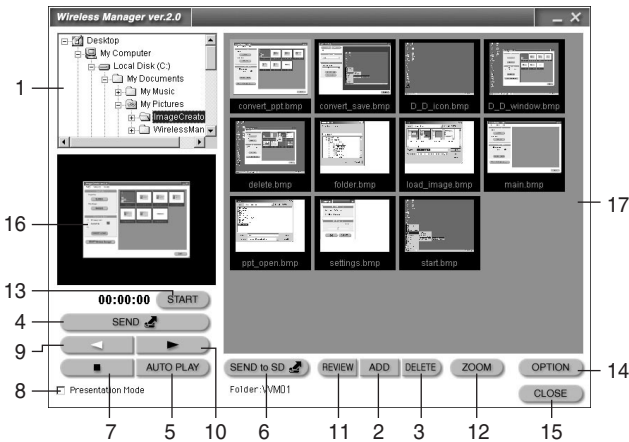 Wireless Manager ver.2.0
Desktop
My Computer
Local Disk (C:)
My Documents
My Music
My Pictures
ImageCreato
WirelessMan
1
convert_ppt.bmp convert_save.bmp D_D_icon.bmp D_D_window.bmp
delete.bmp folder.bmp load_image.bmp main.bmp
ppt_open.bmp settings.bmp start.bmp
17
16
13
00:00:00 START
4 SEND
9
AUTO PLAY SEND to SD REVIEW ADD DELETE ZOOM OPTION 14
8 Presentation Mode Folder:VVM01 CLOSE
7 5 10 6 11 2 3 12 15